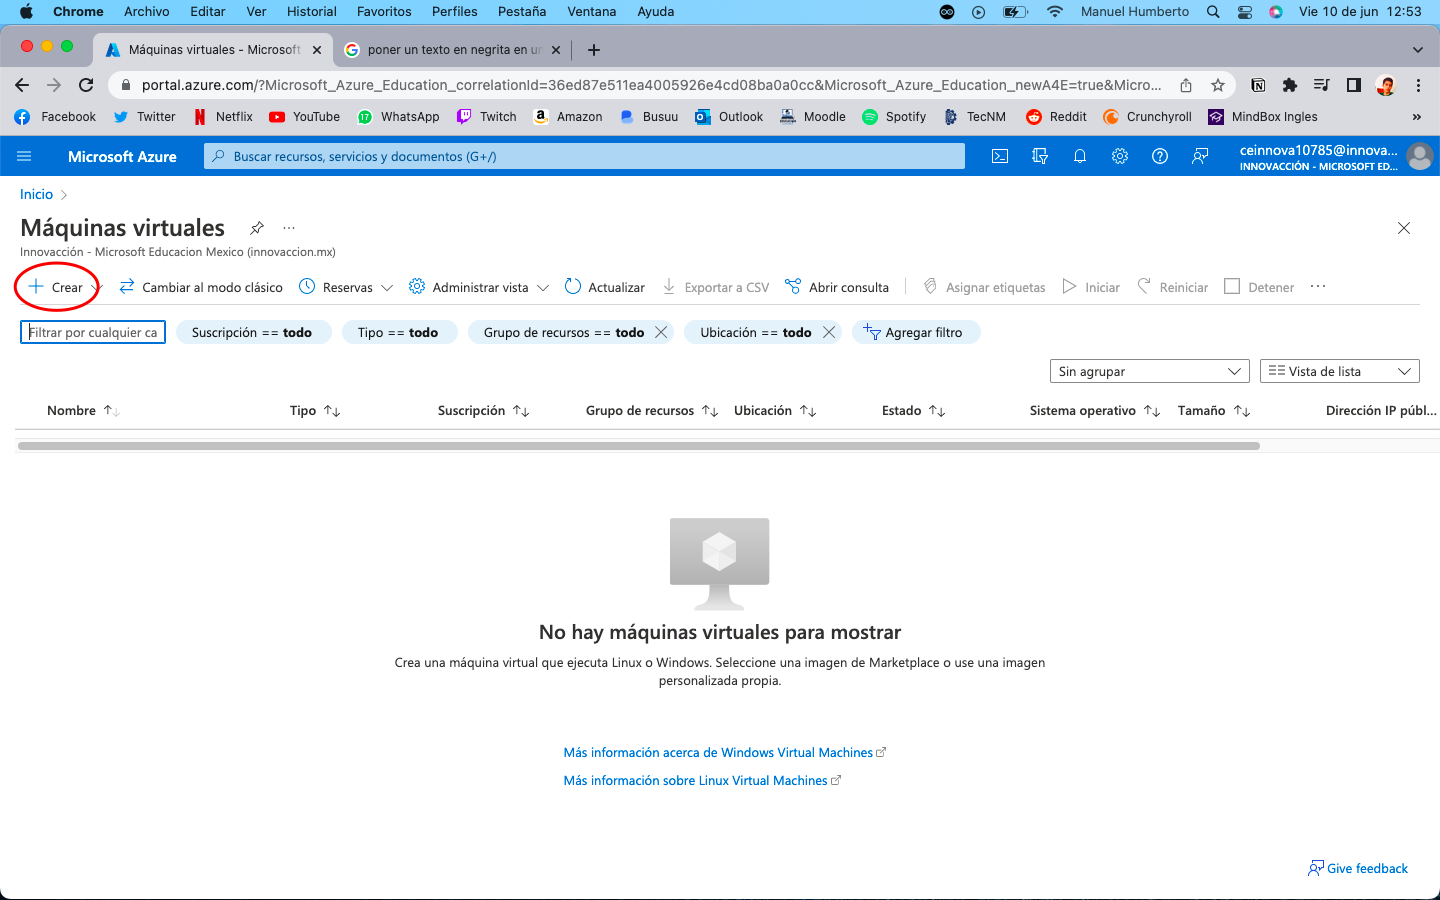 Chrome Archivo Editar Ver Historial Favoritos Perfiles Pestaña Ventana Ayuda Manuel Humberto Vie 10 de jun 12:53
Máquinas virtuales - Microsoft poner un texto en negrita en un
portal.azure.com/?Microsoft_Azure_Education_correlationId=36ed87e511ea4005926e4cd08ba0a0cc&Microsoft_Azure_Education_newA4E=true&Micro...
Facebook Twitter Netflix YouTube 17 WhatsApp Twitch Amazon Busuu Outlook Moodle Spotify TecNM Reddit Crunchyroll MindBox Ingles »
Microsoft Azure Buscar recursos, servicios y documentos (G+/) ceinnova10785@innova...
INNOVACCIÓN - MICROSOFT ED...
Inicio
Máquinas virtuales ...
Innovacción - Microsoft Educacion Mexico (innovaccion.mx)
Crear Cambiar al modo clásico Reservas Administrar vista Actualizar Exportar a CSV Abrir consulta Asignar etiquetas Iniciar Reiniciar Detener ...
Filtrar por cualquier ca Suscripción == todo Tipo == todo Grupo de recursos == todo Ubicación == todo Agregar filtro
Sin agrupar Vista de lista
Nombre Tipo Suscripción Grupo de recursos Ubicación Estado Sistema operativo Tamaño Dirección IP públ...
No hay máquinas virtuales para mostrar
Crea una máquina virtual que ejecuta Linux o Windows. Seleccione una imagen de Marketplace o use una imagen
personalizada propia.
Más información acerca de Windows Virtual Machines
Más información sobre Linux Virtual Machines
Give feedback